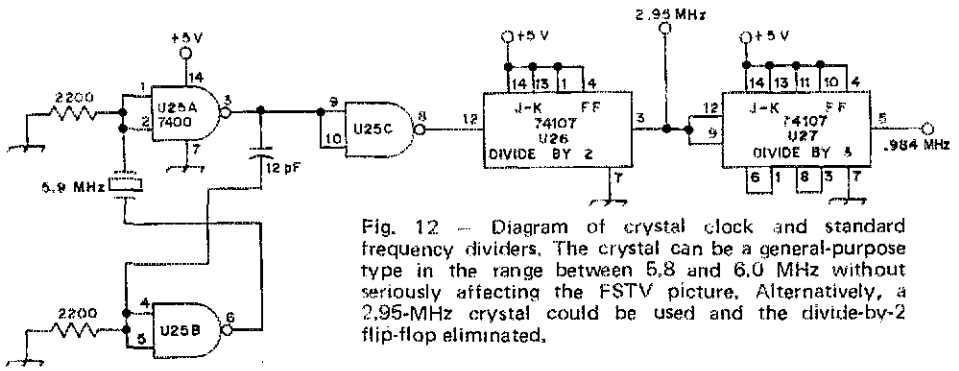 2.95 MHz
+5V
+5V
+5V
14
14 13 1 4
14 13 11 10 4
2200
1
2
U25A
7400
3
7
9
10
U25C
8
12
J-K FF
74107
U26
DIVIDE BY 2
3
7
12
9
J-K FF
74107
U27
DIVIDE BY 3
5
.984 MHz
6 1 8 3 7
12 pF
5.9 MHz
2200
4
5
U25B
6
Fig. 12 — Diagram of crystal clock and standard
frequency dividers. The crystal can be a general-purpose
type in the range between 5.8 and 6.0 MHz without
seriously affecting the FSTV picture. Alternatively, a
2.95-MHz crystal could be used and the divide-by-2
flip-flop eliminated.